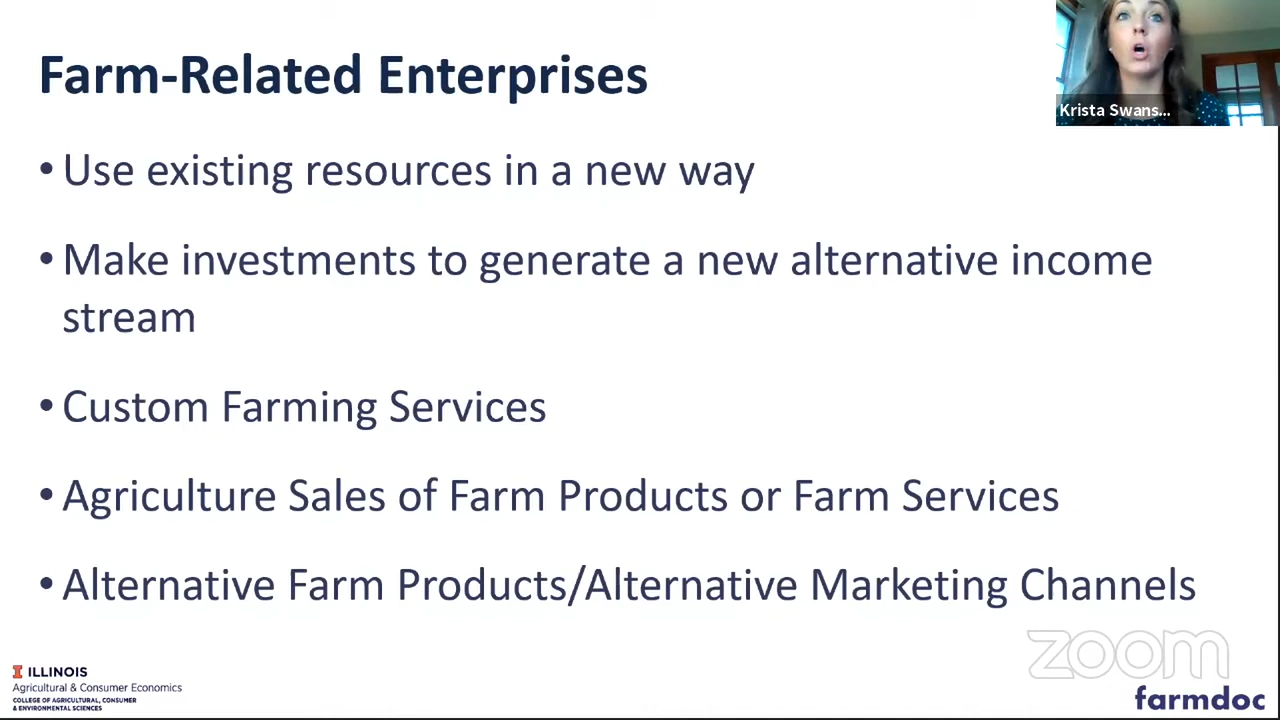 Farm-Related Enterprises
Krista Swans...
• Use existing resources in a new way
• Make investments to generate a new alternative income
stream
• Custom Farming Services
• Agriculture Sales of Farm Products or Farm Services
• Alternative Farm Products/Alternative Marketing Channels
zoom
I ILLINOIS
Agricultural & Consumer Economics
COLLEGE OF AGRICULTURAL, CONSUMER
& ENVIRONMENTAL SCIENCES
farmdoc